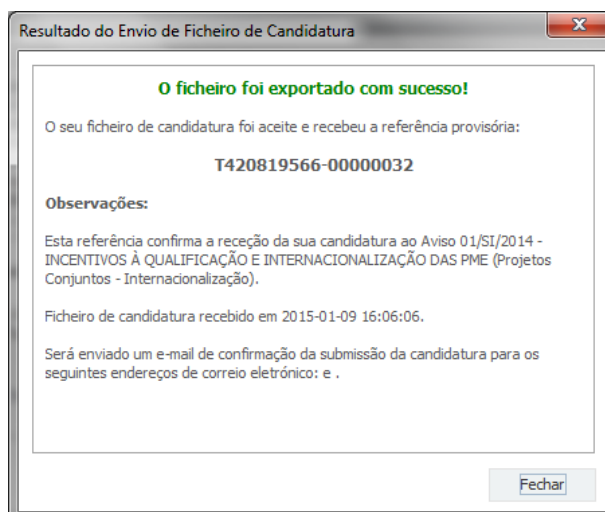 Resultado do Envio de Ficheiro de Candidatura
O ficheiro foi exportado com sucesso!
O seu ficheiro de candidatura foi aceite e recebeu a referência provisória:
T420819566-00000032
Observações:
Esta referência confirma a receção da sua candidatura ao Aviso 01/SI/2014 -
INCENTIVOS À QUALIFICAÇÃO E INTERNACIONALIZAÇÃO DAS PME (Projetos
Conjuntos - Internacionalização).
Ficheiro de candidatura recebido em 2015-01-09 16:06:06.
Será enviado um e-mail de confirmação da submissão da candidatura para os
seguintes endereços de correio eletrónico: e .
Fechar